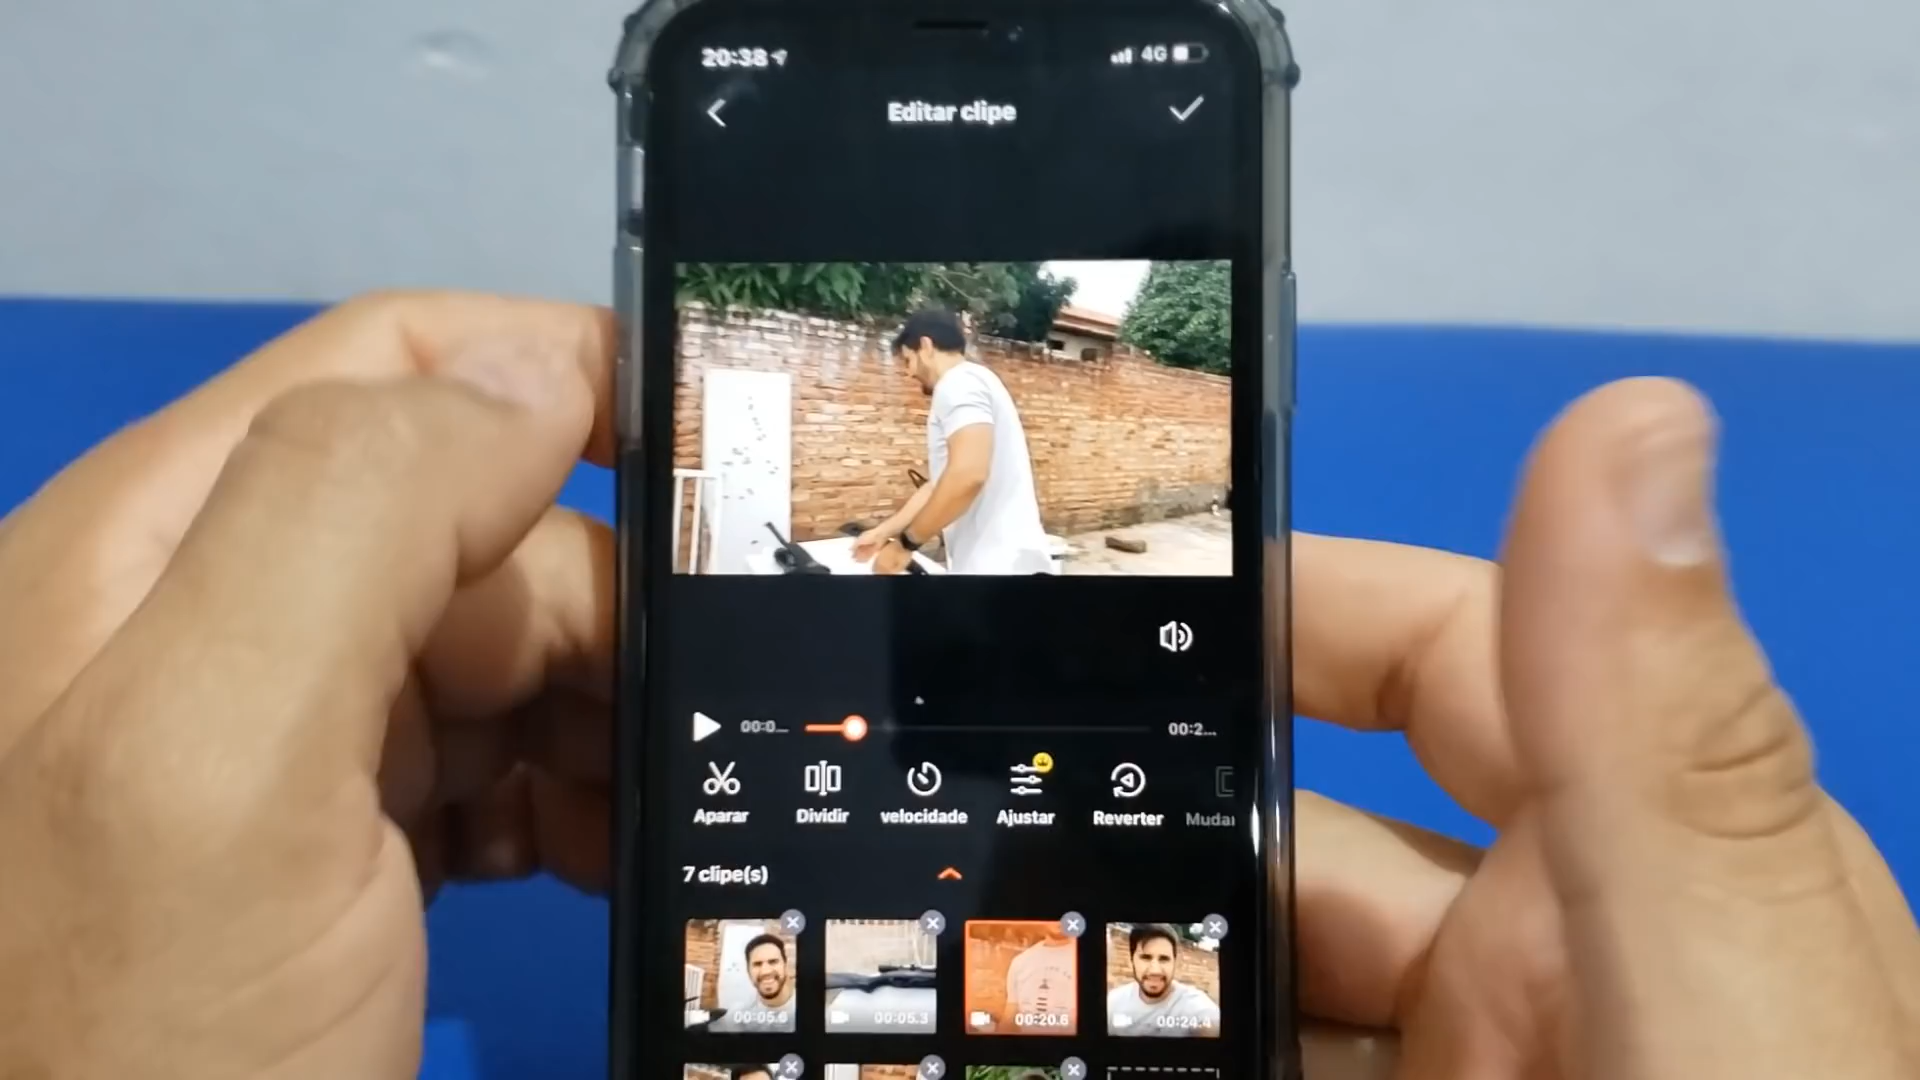 20:38
4G
Editar clipe
00:0...
00:2...
Aparar
Dividir
velocidade
Ajustar
Reverter
Mudar
7 clipe(s)
00:05.6
00:05.3
00:20.6
00:24.4